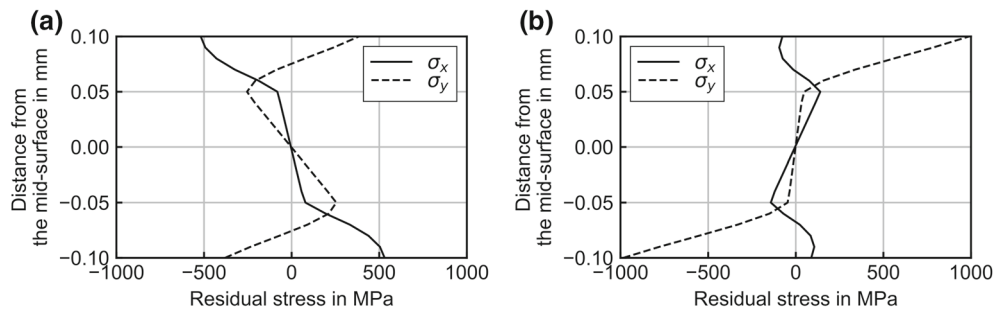 (a)
Distance from
the mid-surface in mm
0.10
0.05
0.00
−0.05
−0.10
−1000
−500
0
500
1000
Residual stress in MPa
σx
σy
(b)
Distance from
the mid-surface in mm
0.10
0.05
0.00
−0.05
−0.10
−1000
−500
0
500
1000
Residual stress in MPa
σx
σy